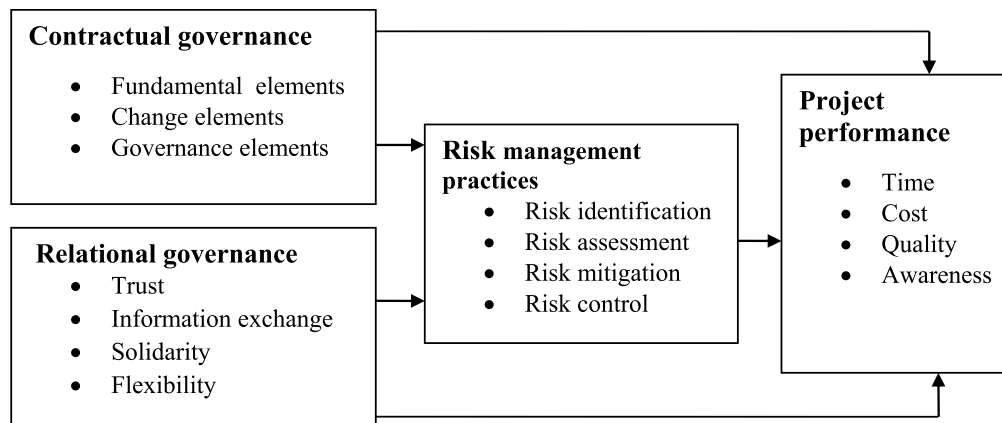 Contractual governance
• Fundamental elements
• Change elements
• Governance elements
Relational governance
• Trust
• Information exchange
• Solidarity
• Flexibility
Risk management
practices
• Risk identification
• Risk assessment
• Risk mitigation
• Risk control
Project
performance
• Time
• Cost
• Quality
• Awareness